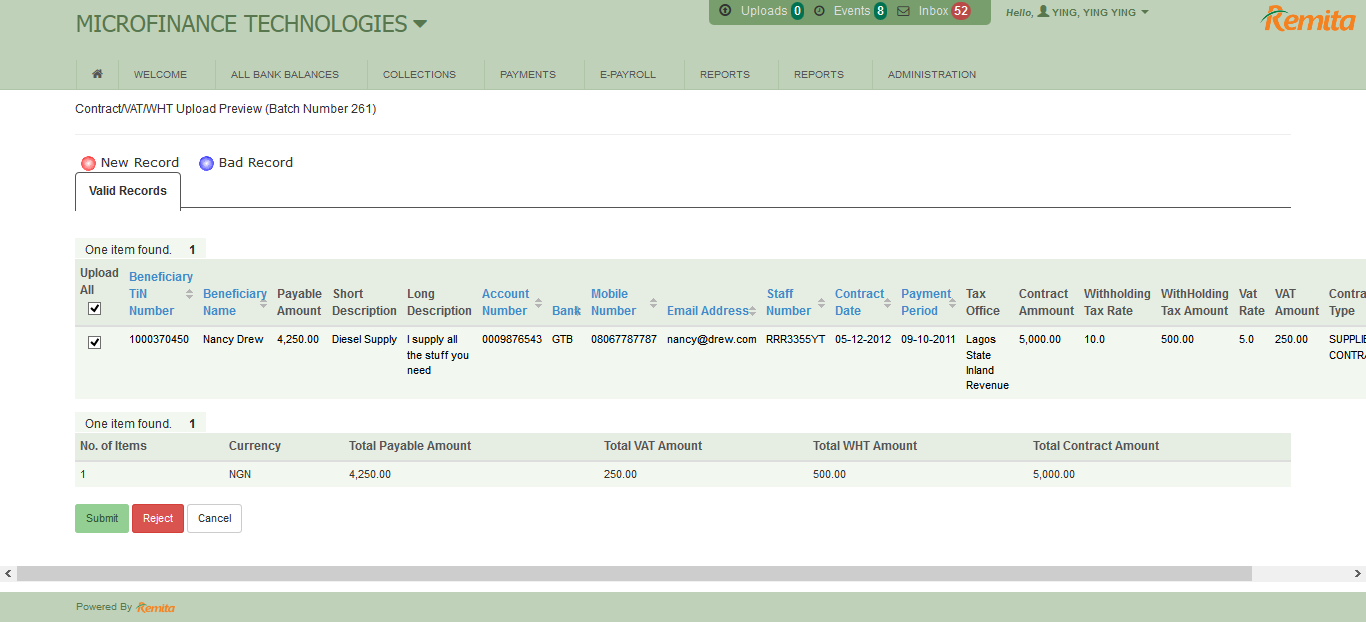 MICROFINANCE TECHNOLOGIES
Uploads 0 Events 8 Inbox 52
Hello, YING, YING YING
Remita
WELCOME ALL BANK BALANCES COLLECTIONS PAYMENTS E-PAYROLL REPORTS REPORTS ADMINISTRATION
Contract/VAT/WHT Upload Preview (Batch Number 261)
New Record Bad Record
Valid Records
One item found. 1
Upload All Beneficiary TiN Number Beneficiary Name Payable Amount Short Description Long Description Account Number Bank Mobile Number Email Address Staff Number Contract Date Payment Period Tax Office Contract Ammount Withholding Tax Rate WithHolding Tax Amount Vat Rate VAT Amount Contra Type
1000370450 Nancy Drew 4,250.00 Diesel Supply I supply all the stuff you need 0009876543 GTB 08067787787 nancy@drew.com RRR3355YT 05-12-2012 09-10-2011 Lagos State Inland Revenue 5,000.00 10.0 500.00 5.0 250.00 SUPPLIE CONTRA
One item found. 1
No. of Items Currency Total Payable Amount Total VAT Amount Total WHT Amount Total Contract Amount
1 NGN 4,250.00 250.00 500.00 5,000.00
Submit Reject Cancel
Powered By Remita